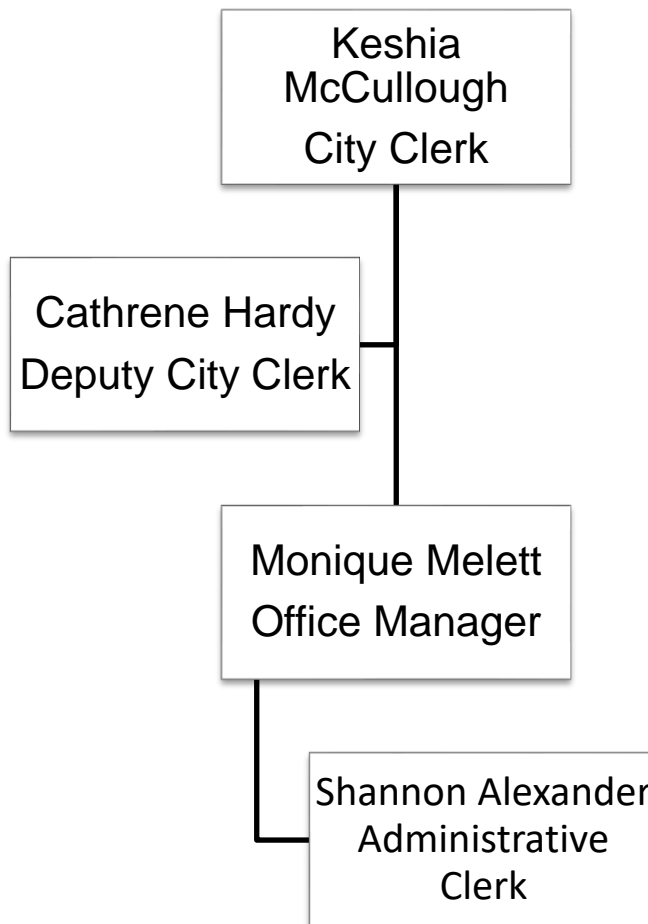 Keshia
McCullough
City Clerk
Cathrene Hardy
Deputy City Clerk
Monique Melett
Office Manager
Shannon Alexander
Administrative
Clerk